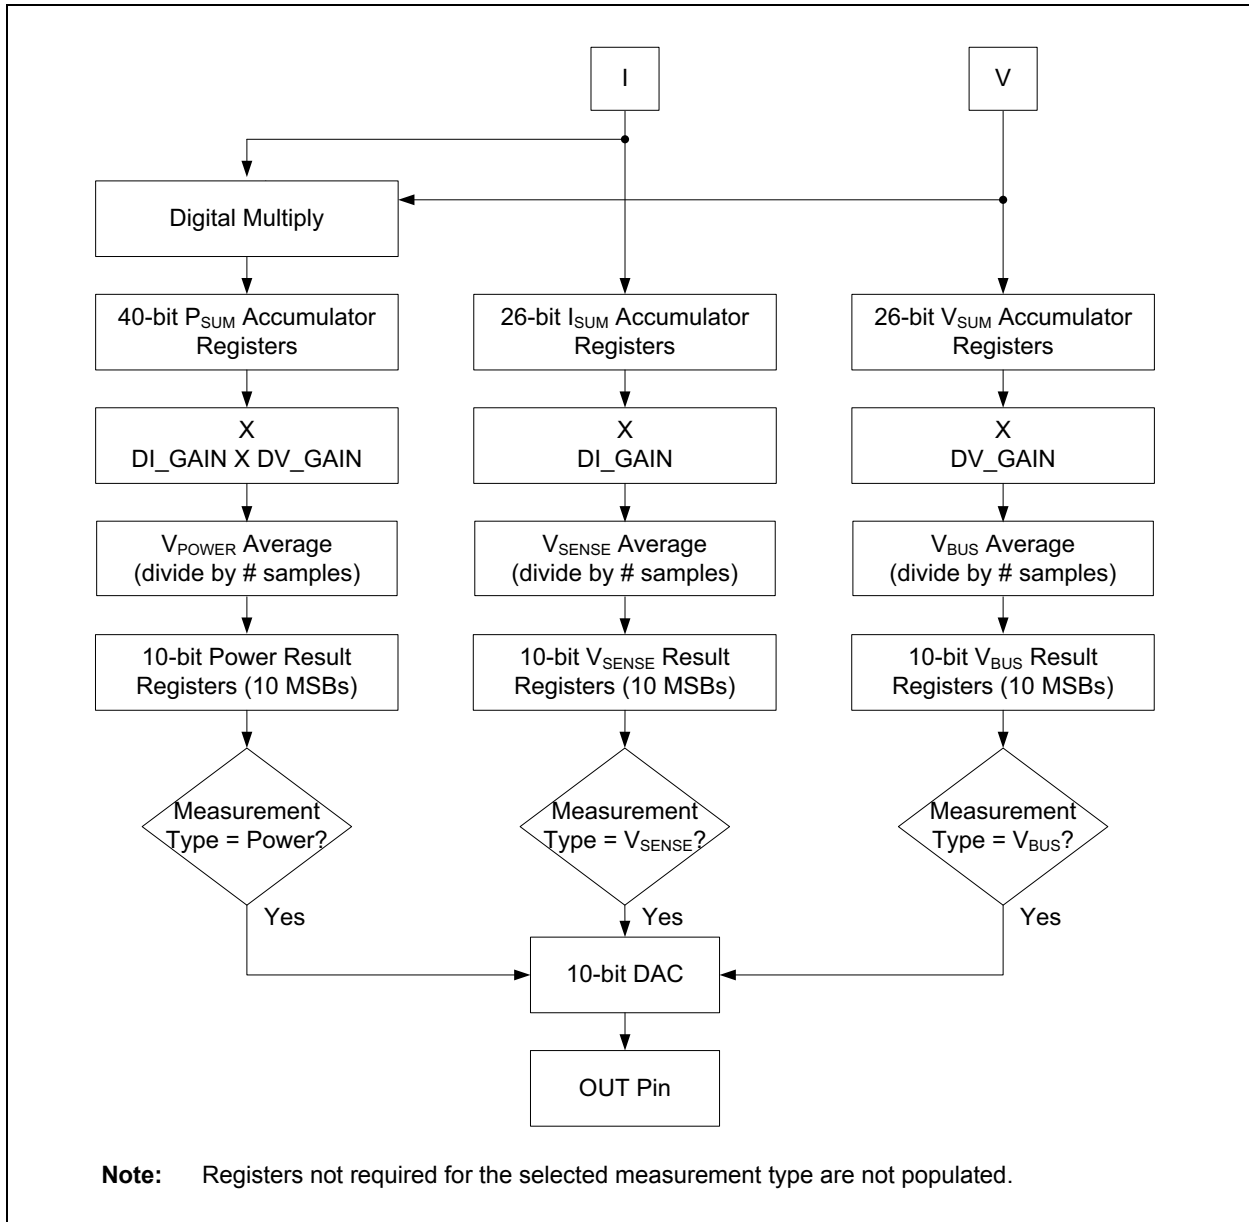 I
V
Digital Multiply
40-bit PSUM Accumulator
Registers
26-bit ISUM Accumulator
Registers
26-bit VSUM Accumulator
Registers
X
DI_GAIN X DV_GAIN
X
DI_GAIN
X
DV_GAIN
VPOWER Average
(divide by # samples)
VSENSE Average
(divide by # samples)
VBUS Average
(divide by # samples)
10-bit Power Result
Registers (10 MSBs)
10-bit VSENSE Result
Registers (10 MSBs)
10-bit VBUS Result
Registers (10 MSBs)
Measurement
Type = Power?
Measurement
Type = VSENSE?
Measurement
Type = VBUS?
Yes
Yes
Yes
10-bit DAC
OUT Pin
Note: Registers not required for the selected measurement type are not populated.